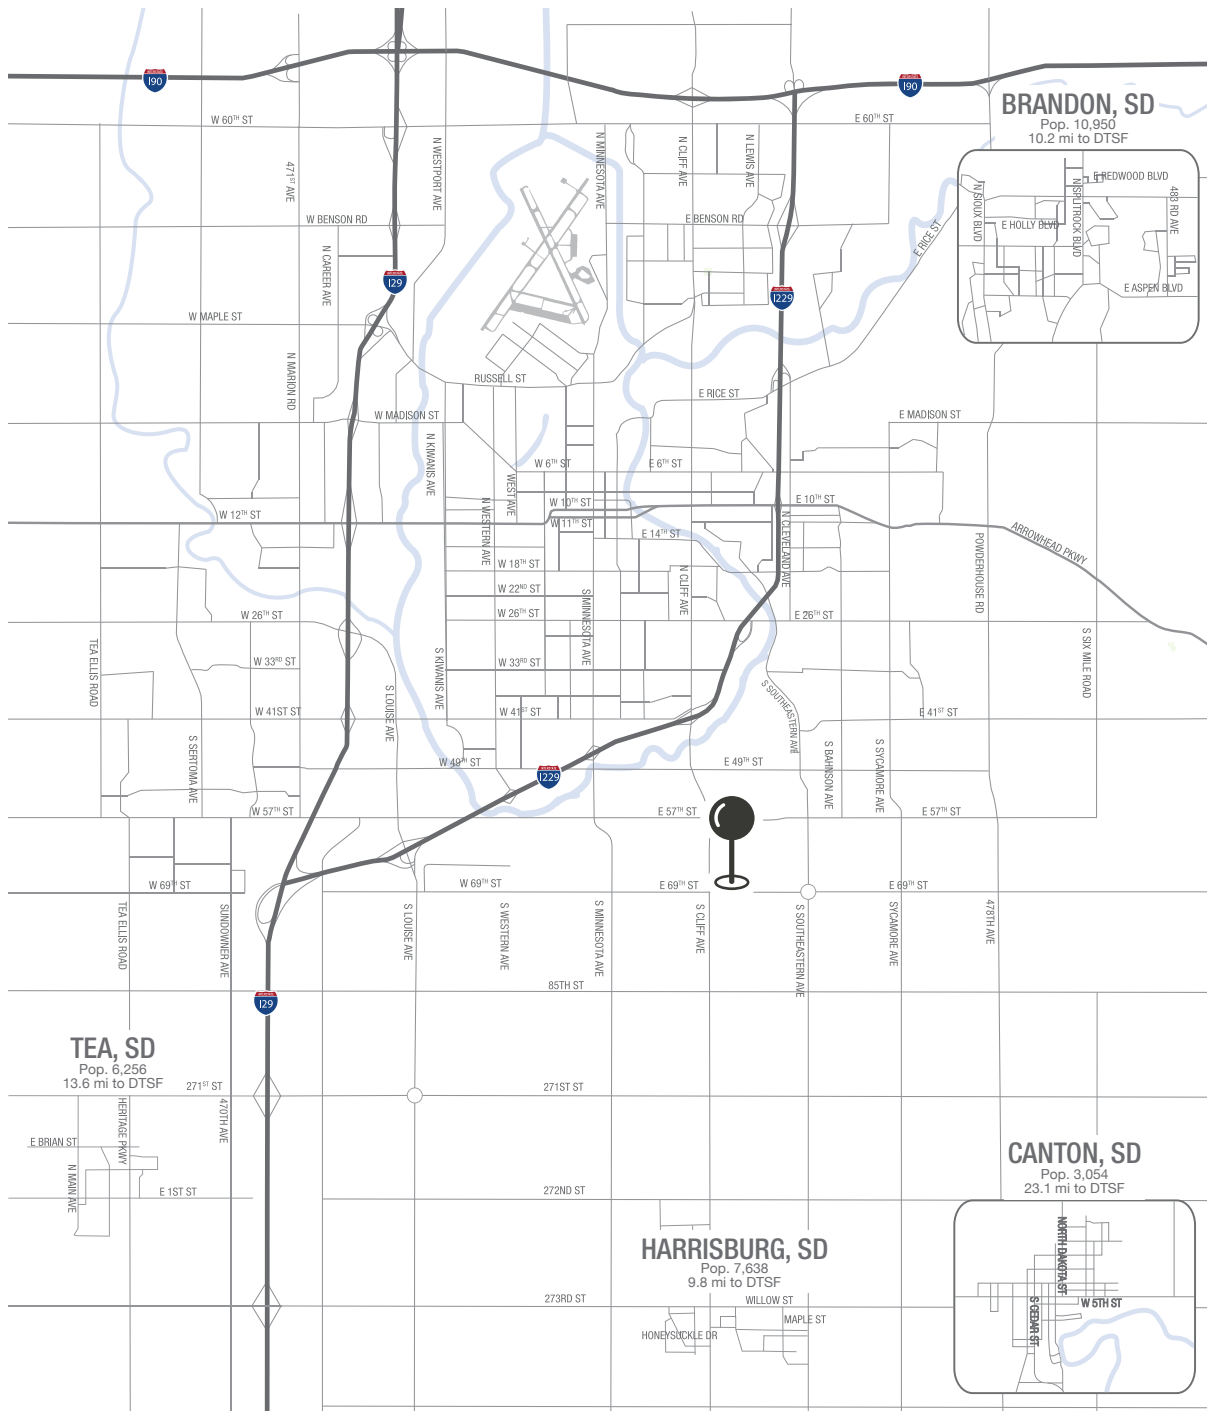 I90
I90
BRANDON, SD
Pop. 10,950
10.2 mi to DTSF
W 60TH ST
E 60TH ST
N WESTPORT AVE
N MINNESOTA AVE
N CLIFF AVE
N LEWIS AVE
471ST AVE
E REDWOOD BLVD
N SIOUX BLVD
N SPLITROCK BLVD
483 RD AVE
W BENSON RD
E BENSON RD
E HOLLY BLVD
E RICE ST
N CAREER AVE
I29
I229
E ASPEN BLVD
W MAPLE ST
N MARION RD
RUSSELL ST
E RICE ST
W MADISON ST
E MADISON ST
N KIWANIS AVE
W 6TH ST
E 6TH ST
WEST AVE
N WESTERN AVE
W 10TH ST
E 10TH ST
W 12TH ST
W 11TH ST
E 14TH ST
N CLEVELAND AVE
ARROWHEAD PKWY
POWDERHOUSE RD
W 18TH ST
N CLIFF AVE
W 22ND ST
S MINNESOTA AVE
W 26TH ST
W 26TH ST
E 26TH ST
TEA ELLIS ROAD
S SIX MILE ROAD
W 33RD ST
W 33RD ST
S KIWANIS AVE
S LOUISE AVE
S SOUTHEASTERN AVE
W 41ST ST
W 41ST ST
E 41ST ST
S SERTOMA AVE
S BAHNSON AVE
S SYCAMORE AVE
W 49TH ST
E 49TH ST
I229
W 57TH ST
E 57TH ST
E 57TH ST
W 69TH ST
W 69TH ST
E 69TH ST
E 69TH ST
TEA ELLIS ROAD
SUNDOWNER AVE
S LOUISE AVE
S WESTERN AVE
S MINNESOTA AVE
S CLIFF AVE
S SOUTHEASTERN AVE
SYCAMORE AVE
478TH AVE
85TH ST
I29
TEA, SD
Pop. 6,256
13.6 mi to DTSF
271ST ST
271ST ST
HERITAGE PKWY
470TH AVE
E BRIAN ST
N MAIN AVE
E 1ST ST
272ND ST
CANTON, SD
Pop. 3,054
23.1 mi to DTSF
HARRISBURG, SD
Pop. 7,638
9.8 mi to DTSF
NORTH DAKOTA ST
273RD ST
WILLOW ST
W 5TH ST
S CEDAR ST
MAPLE ST
HONEYSUCKLE DR